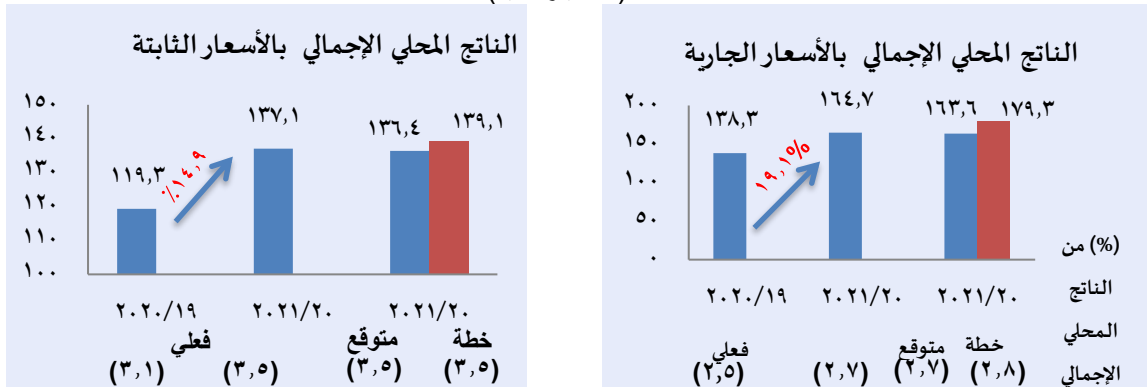 الناتج المحلي الإجمالي بالأسعار الجارية
٢٠٠
١٥٠
١٠٠
٥٠
٠
١٣٨,٣
١٦٤,٧
١٦٣,٦
١٧٩,٣
١٩,١%
٢٠٢٠/١٩
٢٠٢١/٢٠
٢٠٢١/٢٠
فعلي
متوقع
خطة
(٢,٥)
(٢,٧)
(٢,٧)
(٢,٨)
(%) من
الناتج
المحلي
الإجمالي
الناتج المحلي الإجمالي بالأسعار الثابتة
١٥٠
١٤٠
١٣٠
١٢٠
١١٠
١٠٠
١١٩,٣
١٣٧,١
١٣٦,٤
١٣٩,١
٪١٤,٩
٢٠٢٠/١٩
٢٠٢١/٢٠
٢٠٢١/٢٠
فعلي
متوقع
خطة
(٣,١)
(٣,٥)
(٣,٥)
(٣,٥)